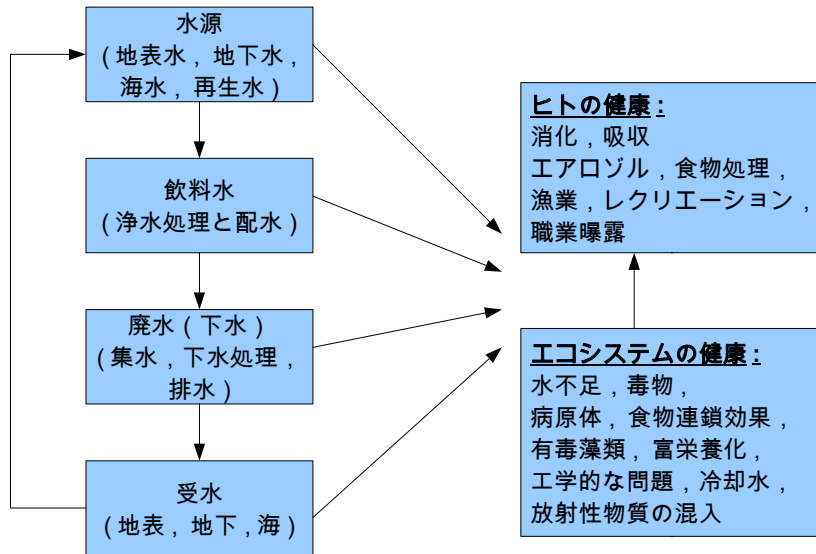 水源
(地表水, 地下水,
海水, 再生水)
飲料水
(浄水処理と配水)
廃水(下水)
(集水, 下水処理,
排水)
受水
(地表, 地下, 海)
ヒトの健康:
消化, 吸収
エアロゾル, 食物処理,
漁業, レクリエーション,
職業曝露
エコシステムの健康:
水不足, 毒物,
病原体, 食物連鎖効果,
有毒藻類, 富栄養化,
工学的な問題, 冷却水,
放射性物質の混入